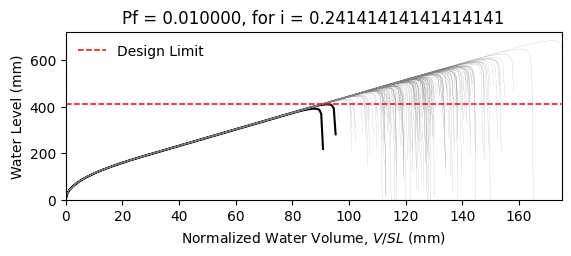 Pf = 0.010000, for i = 0.24141414141414141
Design Limit
Water Level (mm)
600
400
200
0
0 20 40 60 80 100 120 140 160
Normalized Water Volume, V/SL (mm)